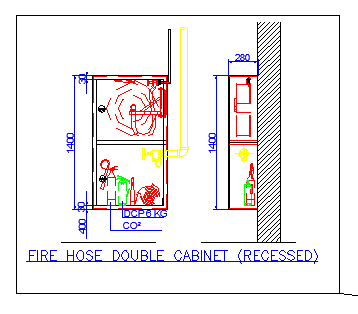 280
30
1400
1400
30
400
DCP 6 KG
CO²
FIRE HOSE DOUBLE CABINET (RECESSED)